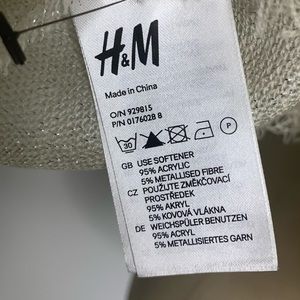 H&M
Made in China
O/N 929815
P/N 0176028 8
30 P
GB USE SOFTENER
95% ACRYLIC
5% METALLISED FIBRE
CZ POUŽIJTE ZMĚKČOVACÍ
PROSTŘEDEK
95% AKRYL
5% KOVOVÁ VLÁKNA
DE WEICHSPÜLER BENUTZEN
95% ACRYL
5% METALLISIERTES GARN